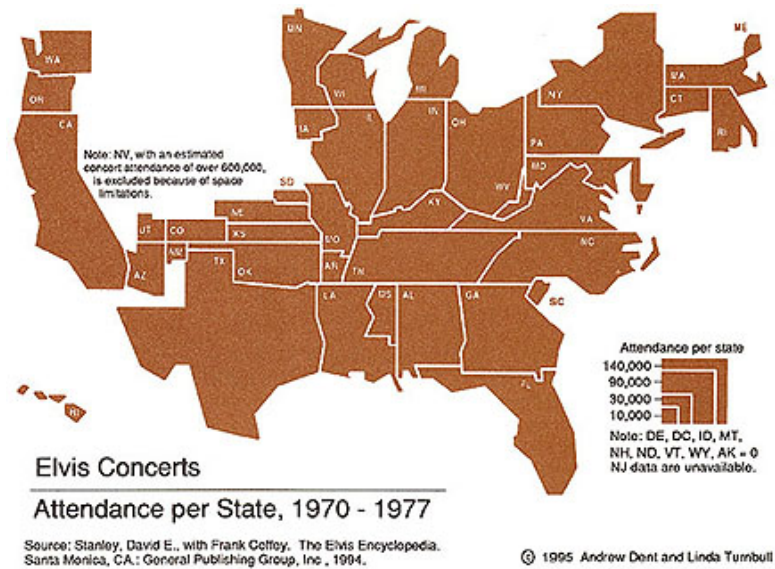 MN
ME
WA
WI
MA
OR
MI
NY
CT
CA
IL
IN
OH
IA
PA
RI
Note: NV, with an estimated
concert attendance of over 600,000,
is excluded because of space
limitations.
MD
SD
WV
KY
NE
VA
UT
CO
KS
MO
NC
NM
TX
AZ
OK
AR
TN
LA
MS
AL
GA
SC
Attendance per state
140,000
90,000
30,000
10,000
FL
HI
Note: DE, DC, ID, MT,
NH, ND, VT, WY, AK = 0
NJ data are unavailable.
Elvis Concerts
Attendance per State, 1970 - 1977
Source: Stanley, David E., with Frank Coffey. The Elvis Encyclopedia.
Santa Monica, CA.: General Publishing Group, Inc., 1994.
© 1995 Andrew Dent and Linda Turnbull